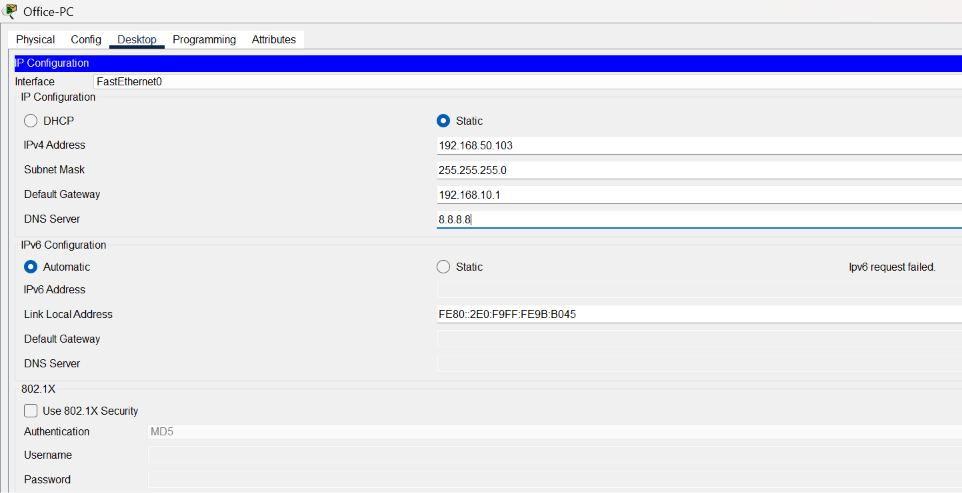 Office-PC
Physical Config Desktop Programming Attributes
IP Configuration
Interface FastEthernet0
IP Configuration
DHCP Static
IPv4 Address 192.168.50.103
Subnet Mask 255.255.255.0
Default Gateway 192.168.10.1
DNS Server 8.8.8.8
IPv6 Configuration
Automatic Static Ipv6 request failed.
IPv6 Address
Link Local Address FE80::2E0:F9FF:FE9B:B045
Default Gateway
DNS Server
802.1X
Use 802.1X Security
Authentication MD5
Username
Password